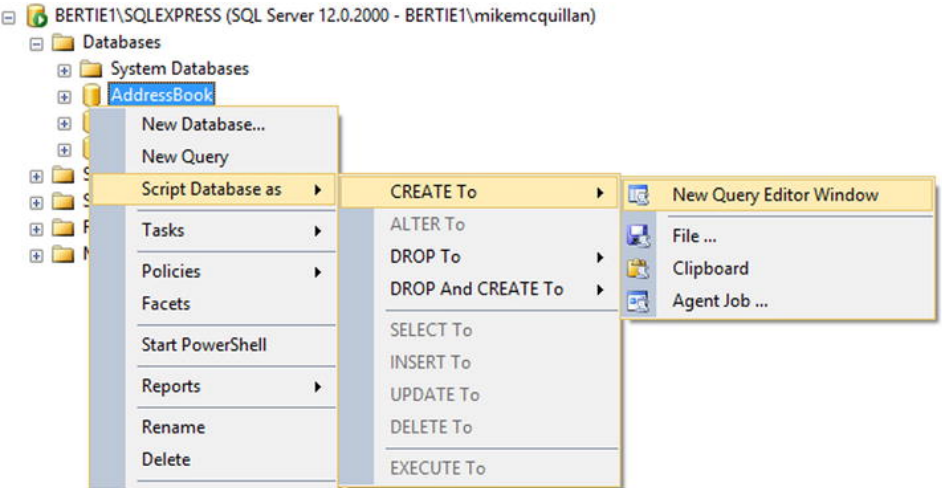 BERTIE1\SQLEXPRESS (SQL Server 12.0.2000 - BERTIE1\mikemcquillan)
Databases
System Databases
AddressBook
New Database...
New Query
Script Database as
Tasks
Policies
Facets
Start PowerShell
Reports
Rename
Delete
CREATE To
ALTER To
DROP To
DROP And CREATE To
SELECT To
INSERT To
UPDATE To
DELETE To
EXECUTE To
New Query Editor Window
File ...
Clipboard
Agent Job ...